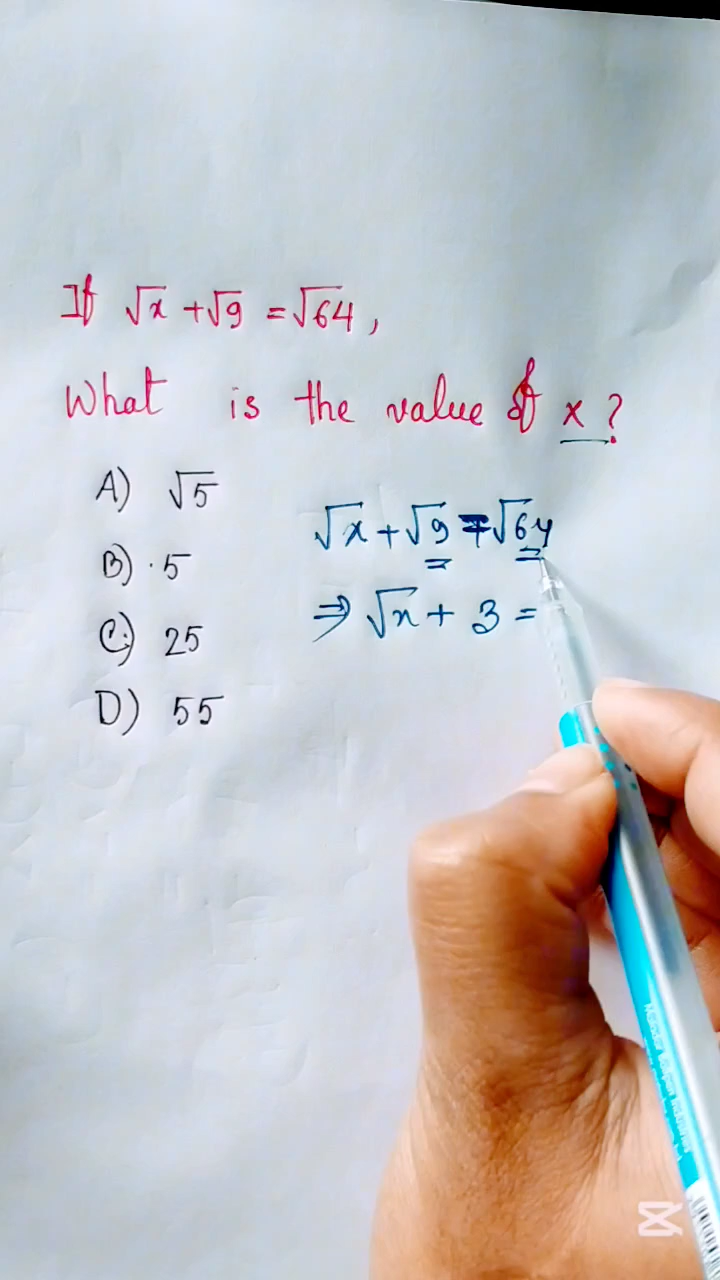 If √x + √9 = √64,
What is the value of x ?
A) √5
B) 5
C) 25
D) 55
√x + √9 = √64
⇒ √x + 3 =